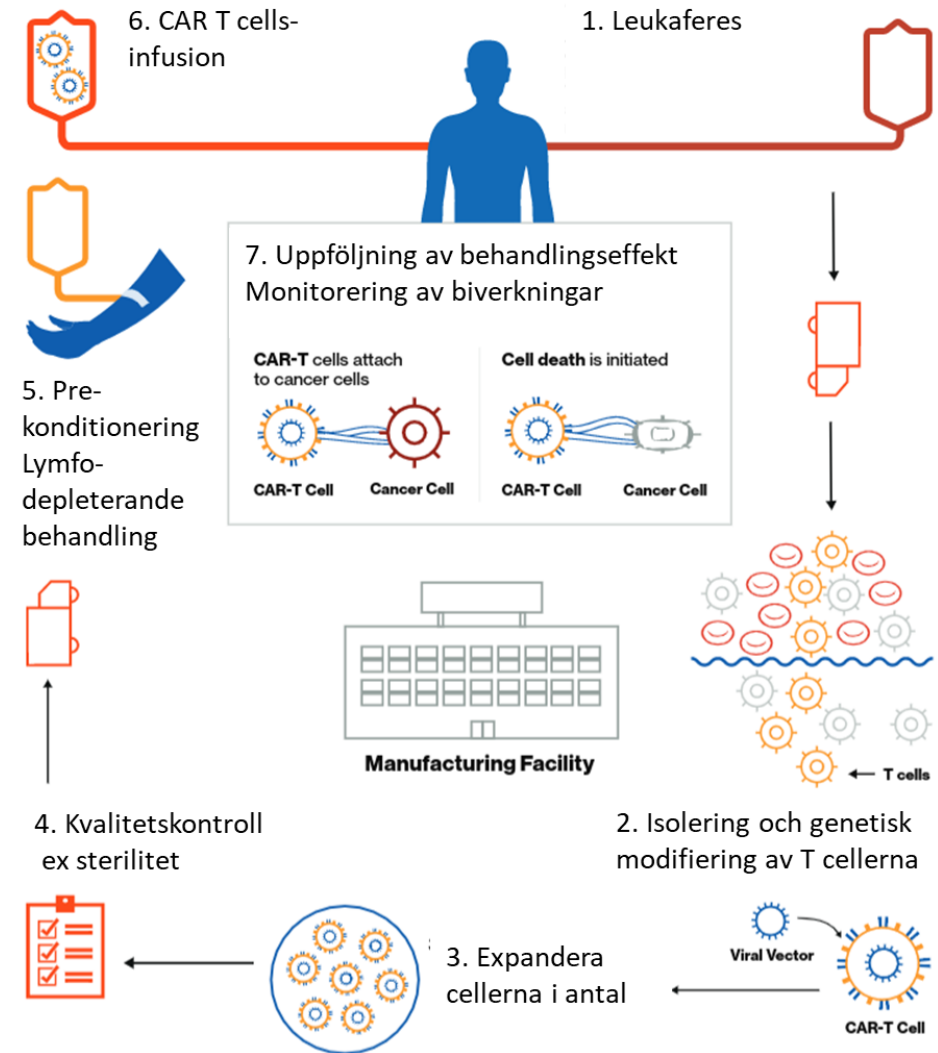 6. CAR T cells-
infusion
1. Leukaferes
7. Uppföljning av behandlingseffekt
Monitorering av biverkningar
CAR-T cells attach
to cancer cells
CAR-T Cell
Cancer Cell
Cell death is initiated
CAR-T Cell
Cancer Cell
5. Pre-
konditionering
Lymfo-
depleterande
behandling
Manufacturing Facility
T cells
2. Isolering och genetisk
modifiering av T cellerna
Viral Vector
CAR-T Cell
3. Expandera
cellerna i antal
4. Kvalitetskontroll
ex sterilitet